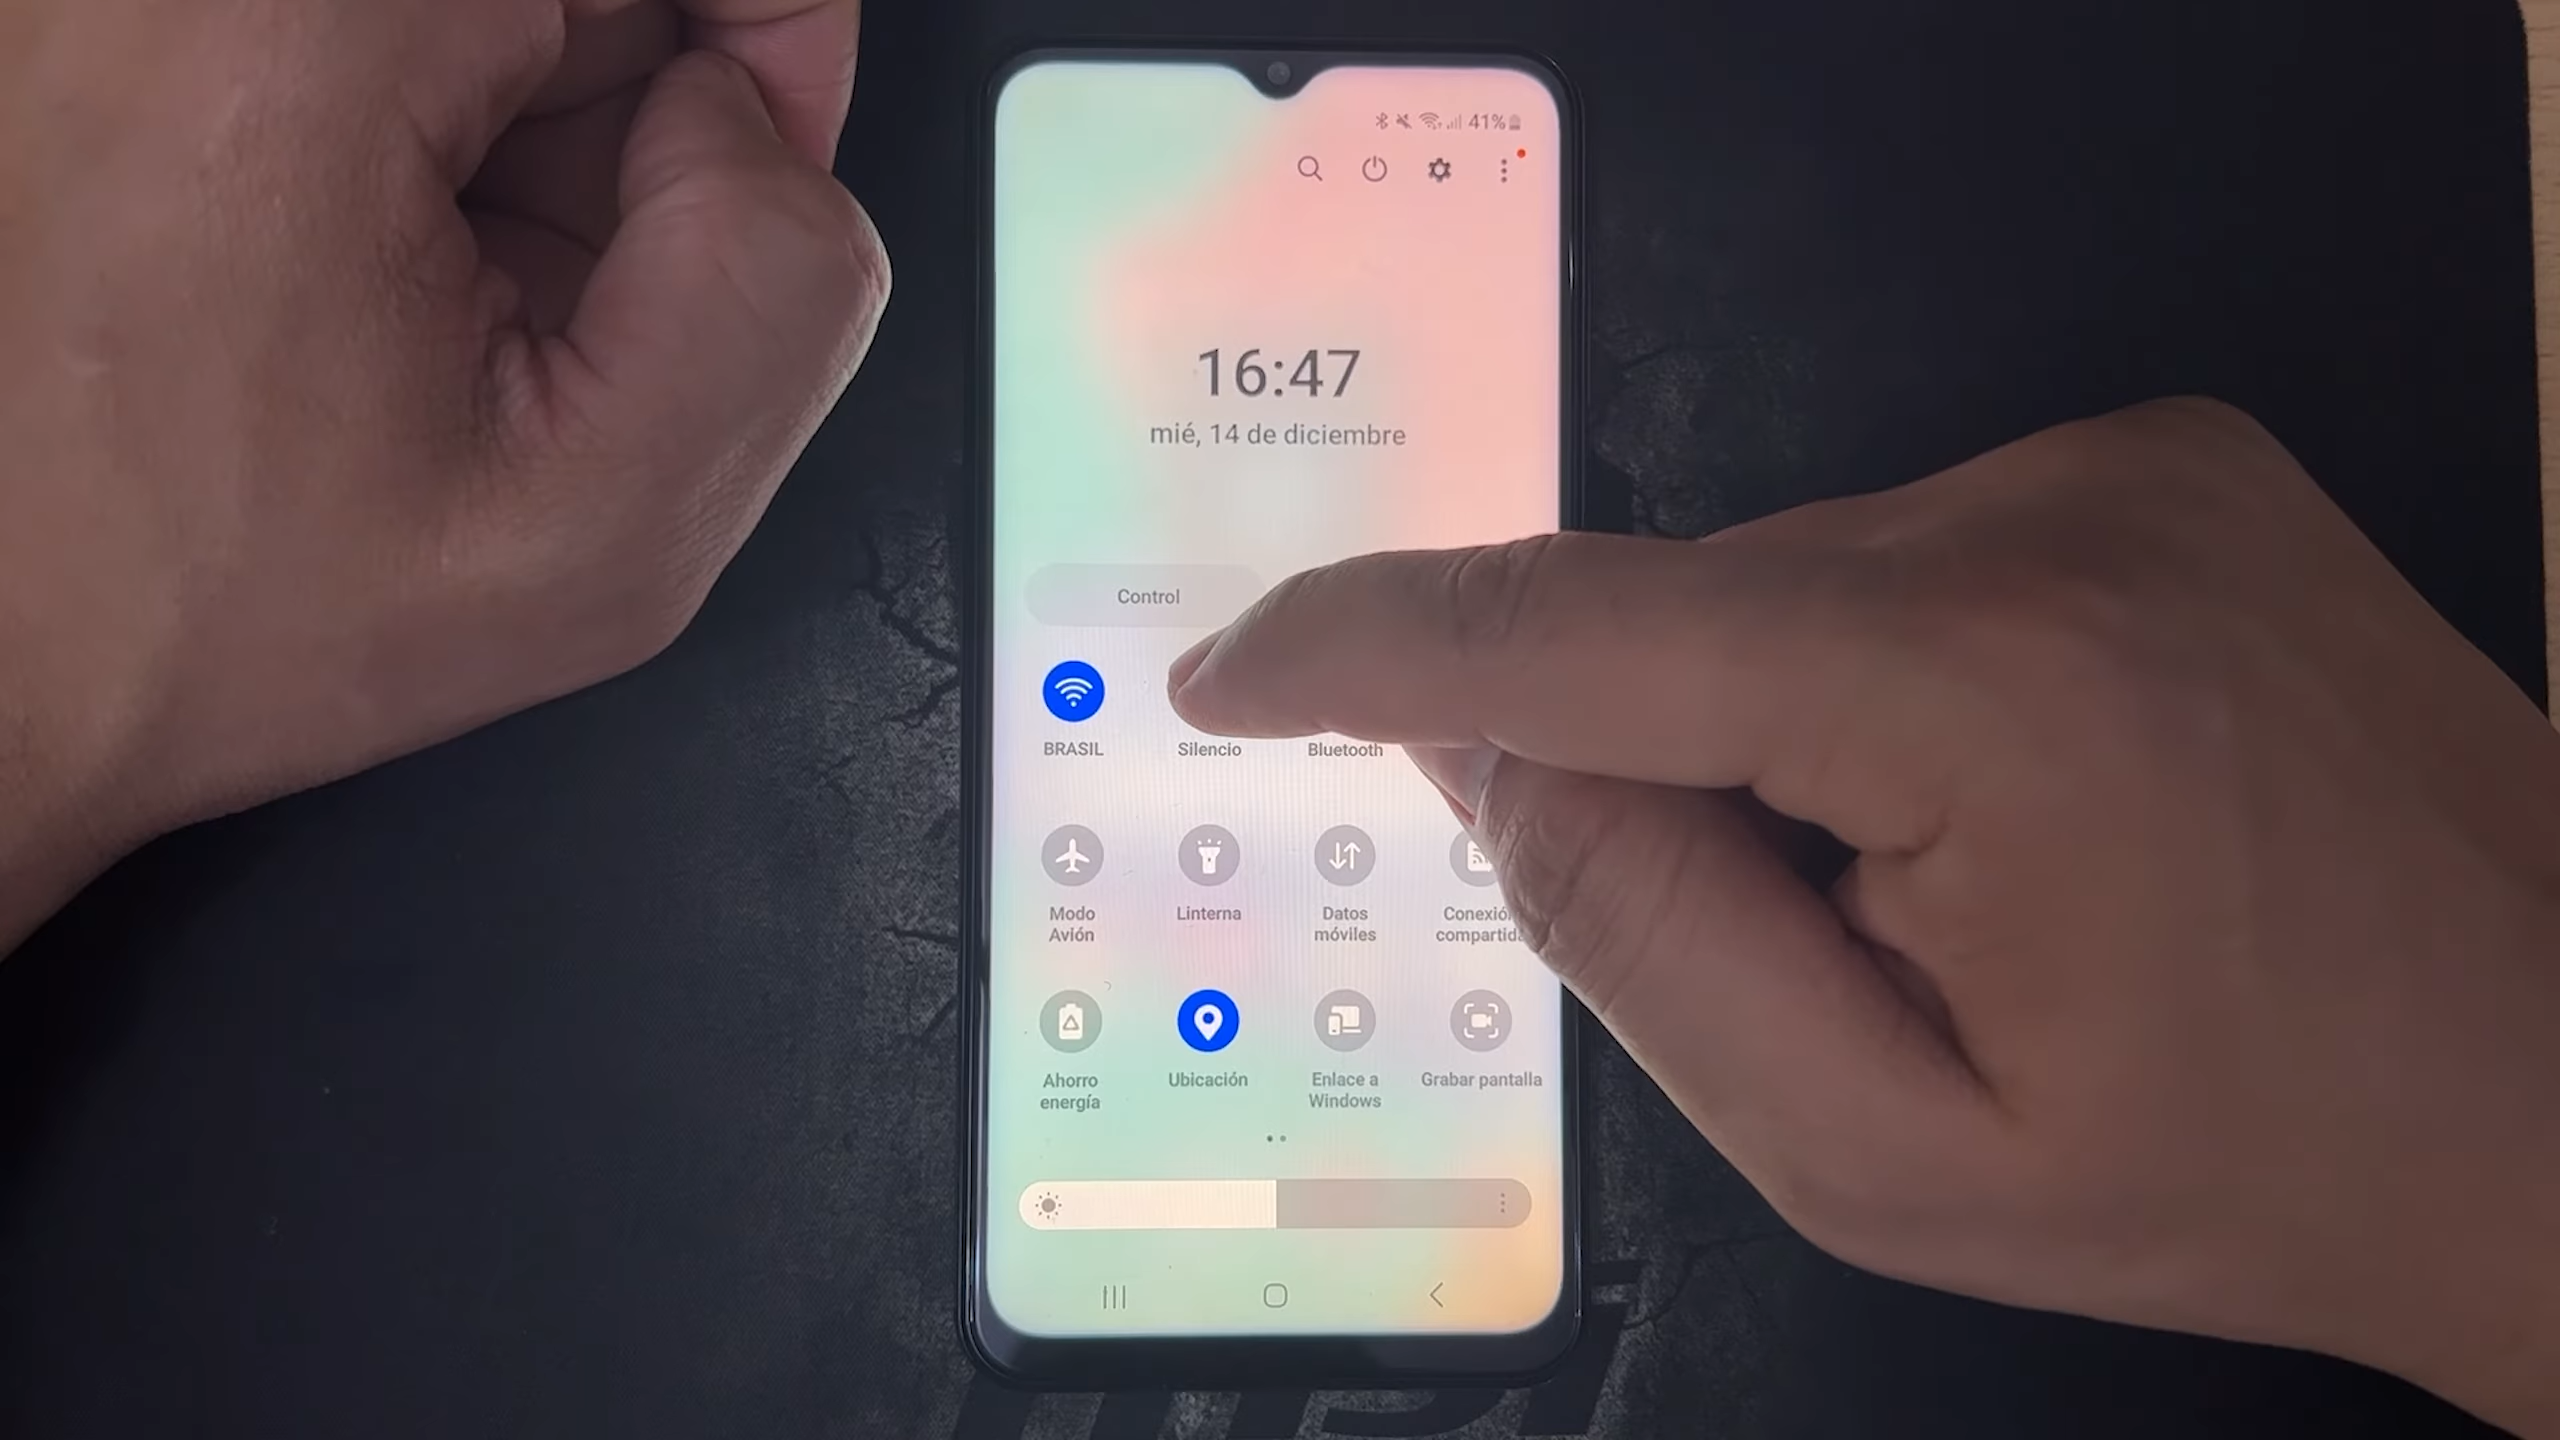 41%
16:47
mié, 14 de diciembre
Control
BRASIL
Silencio
Bluetooth
Modo
Avión
Linterna
Datos
móviles
Ahorro
energía
Ubicación
Enlace a
Windows
Grabar pantalla